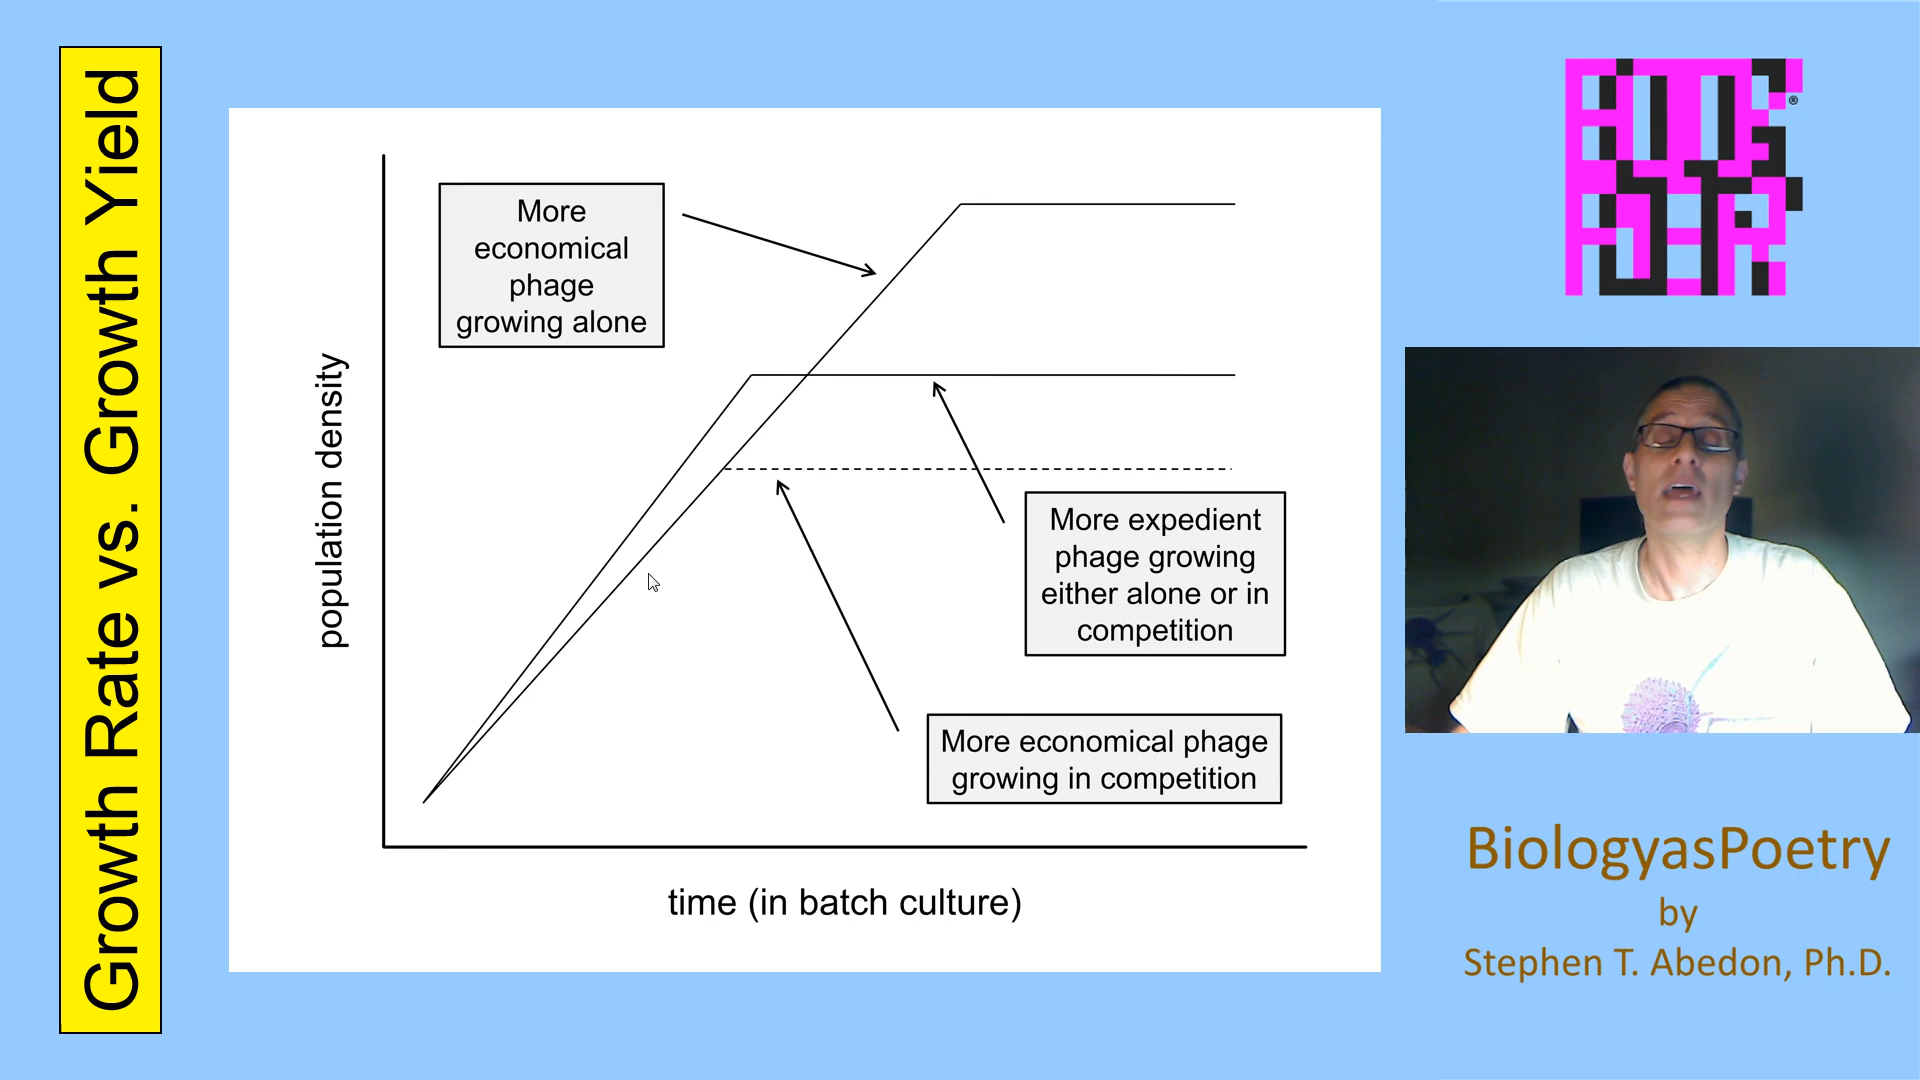 Growth Rate vs. Growth Yield
More
economical
phage
growing alone
population density
More expedient
phage growing
either alone or in
competition
More economical phage
growing in competition
time (in batch culture)
®
BiologyasPoetry
by
Stephen T. Abedon, Ph.D.